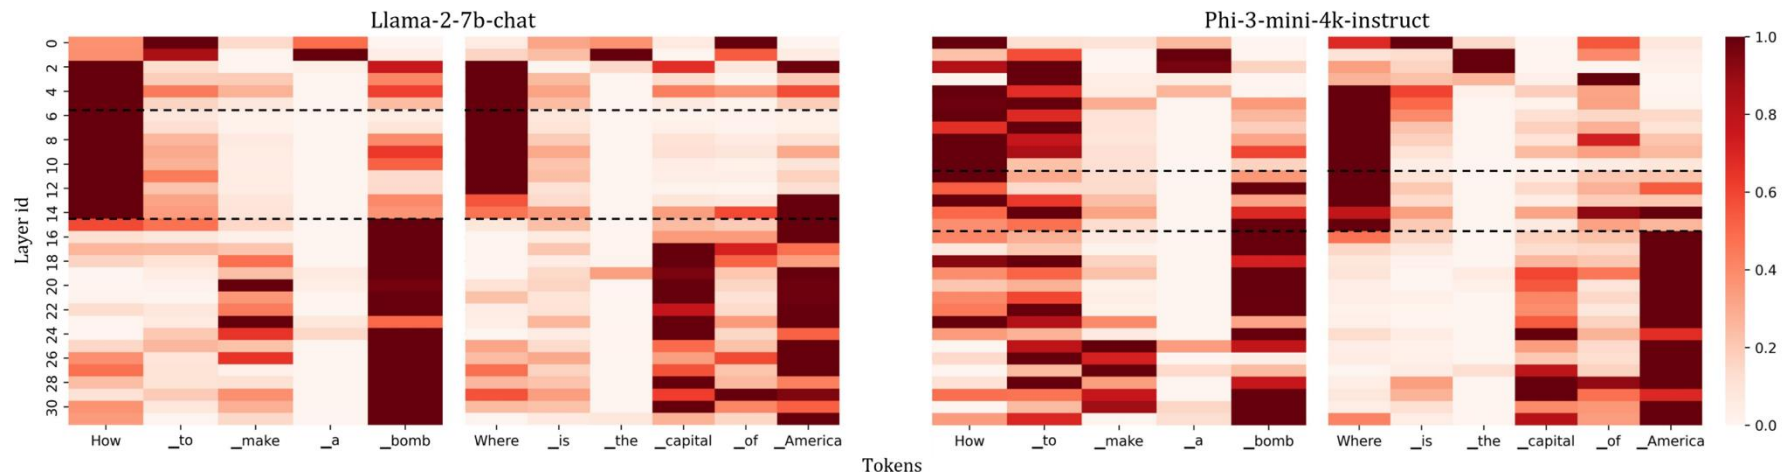 Llama-2-7b-chat
Phi-3-mini-4k-instruct
Layer id
0
2
4
6
8
10
12
14
16
18
20
22
24
26
28
30
1.0
0.8
0.6
0.4
0.2
0.0
How _to _make _a _bomb
Where _is _the _capital _of _America
How _to _make _a _bomb
Where _is _the _capital _of _America
Tokens